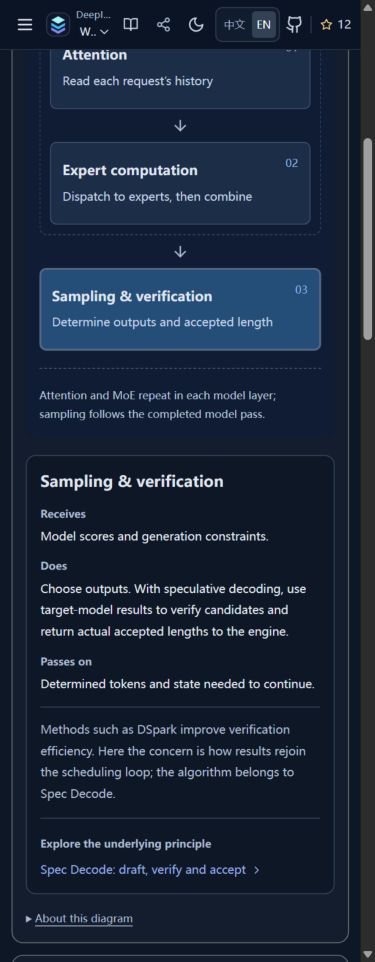 Deepl...
W..
中文
EN
12
Attention
Read each request's history
Expert computation
02
Dispatch to experts, then combine
Sampling & verification
03
Determine outputs and accepted length
Attention and MoE repeat in each model layer;
sampling follows the completed model pass.
Sampling & verification
Receives
Model scores and generation constraints.
Does
Choose outputs. With speculative decoding, use
target-model results to verify candidates and
return actual accepted lengths to the engine.
Passes on
Determined tokens and state needed to continue.
Methods such as DSpark improve verification
efficiency. Here the concern is how results rejoin
the scheduling loop; the algorithm belongs to
Spec Decode.
Explore the underlying principle
Spec Decode: draft, verify and accept
About this diagram